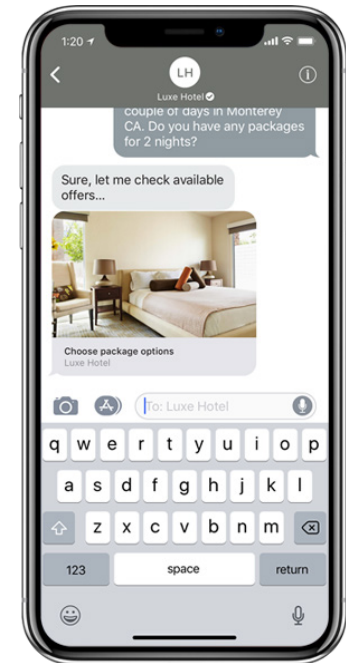 1:20
LH
Luxe Hotel
couple of days in Monterey
CA. Do you have any packages
for 2 nights?
Sure, let me check available
offers...
Choose package options
Luxe Hotel
To: Luxe Hotel
q w e r t y u i o p
a s d f g h j k l
z x c v b n m
123 space return